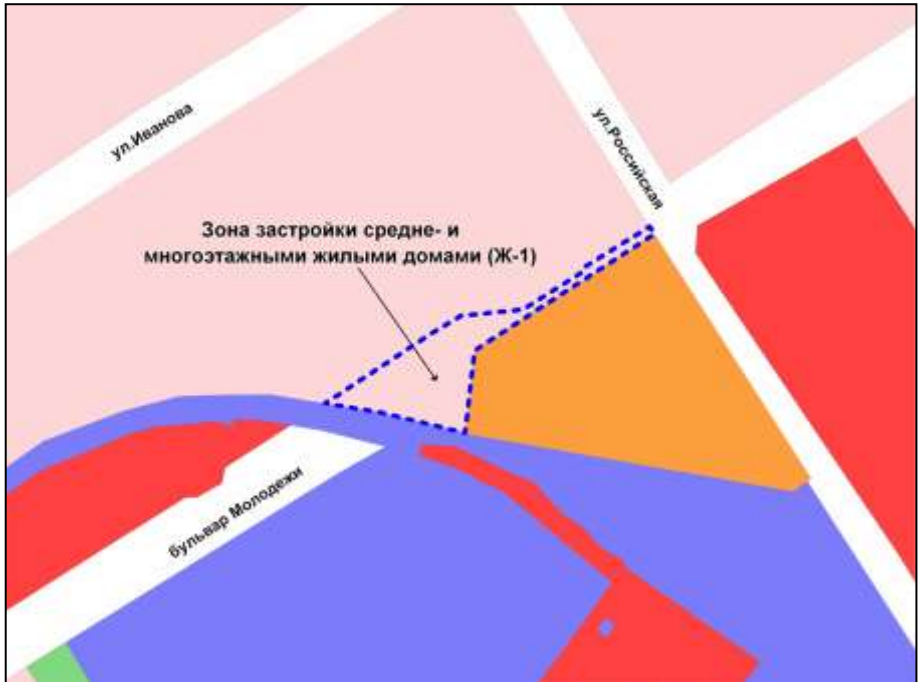 ул.Иванова
ул.Российская
Зона застройки средне- и
многоэтажными жилыми домами (Ж-1)
бульвар Молодежи